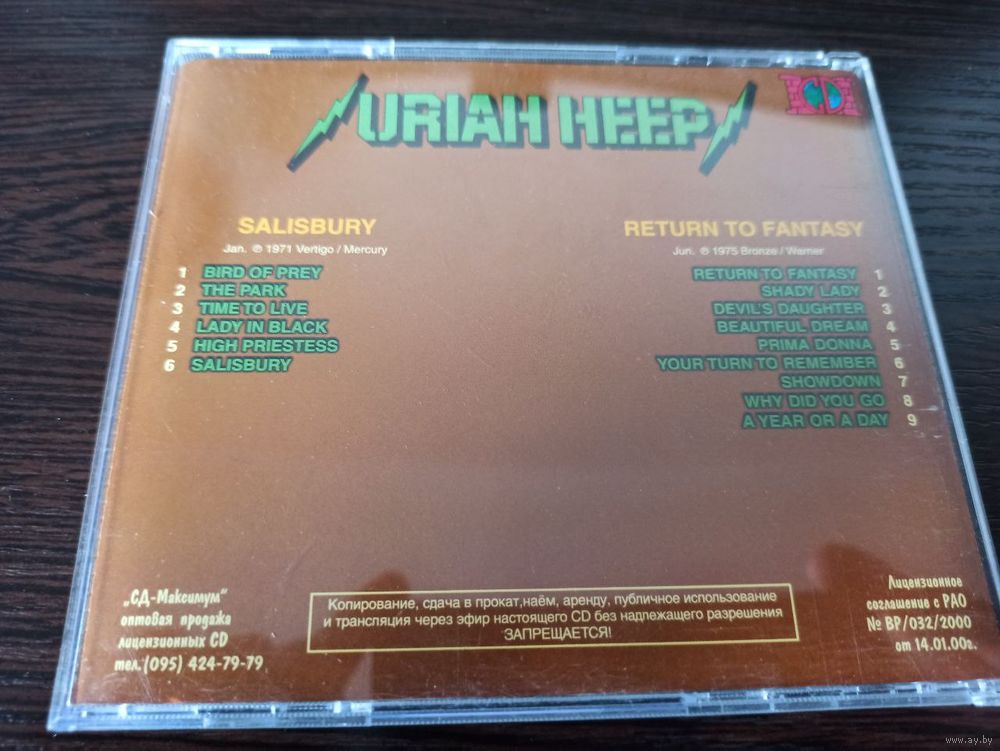 URIAH HEEP
SALISBURY
Jan. ℗ 1971 Vertigo / Mercury
1 BIRD OF PREY
2 THE PARK
3 TIME TO LIVE
4 LADY IN BLACK
5 HIGH PRIESTESS
6 SALISBURY
RETURN TO FANTASY
Jun. ℗ 1975 Bronze / Warner
RETURN TO FANTASY 1
SHADY LADY 2
DEVIL'S DAUGHTER 3
BEAUTIFUL DREAM 4
PRIMA DONNA 5
YOUR TURN TO REMEMBER 6
SHOWDOWN 7
WHY DID YOU GO 8
A YEAR OR A DAY 9
„СД-Максимум"
оптовая продажа
лицензионных CD
тел.(095) 424-79-79
Копирование, сдача в прокат,наём, аренду, публичное использование
и трансляция через эфир настоящего CD без надлежащего разрешения
ЗАПРЕЩАЕТСЯ!
Лицензионное
соглашение с РАО
№ ВР/032/2000
от 14.01.00г.
www.ay.by